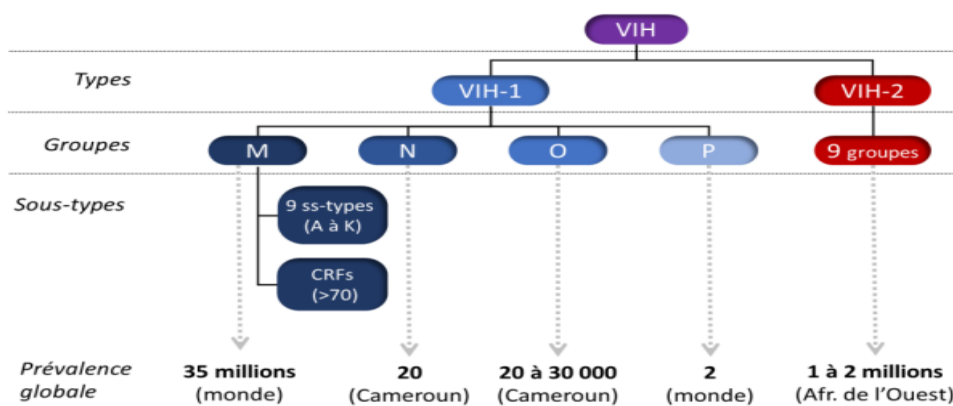 VIH
Types
VIH-1
VIH-2
Groupes
M
N
O
P
9 groupes
Sous-types
9 ss-types
(A à K)
CRFs
(>70)
Prévalence
globale
35 millions
(monde)
20
(Cameroun)
20 à 30 000
(Cameroun)
2
(monde)
1 à 2 millions
(Afr. de l'Ouest)